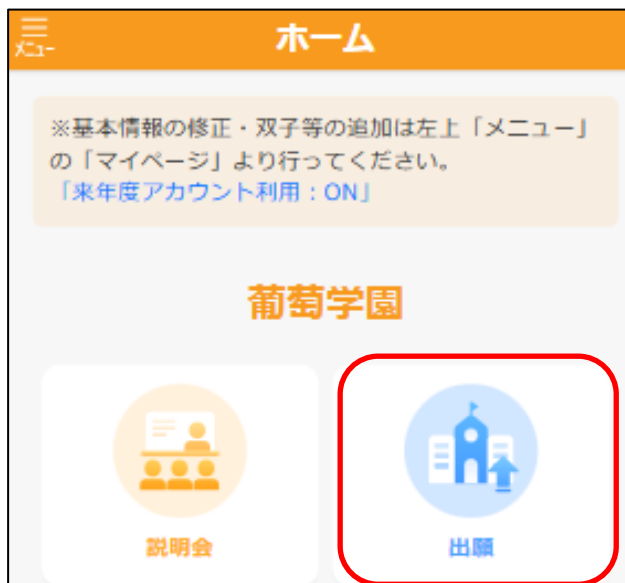 メニュー
ホーム
※基本情報の修正・双子等の追加は左上「メニュー」
の「マイページ」より行ってください。
「来年度アカウント利用：ON」
葡萄学園
説明会
出願